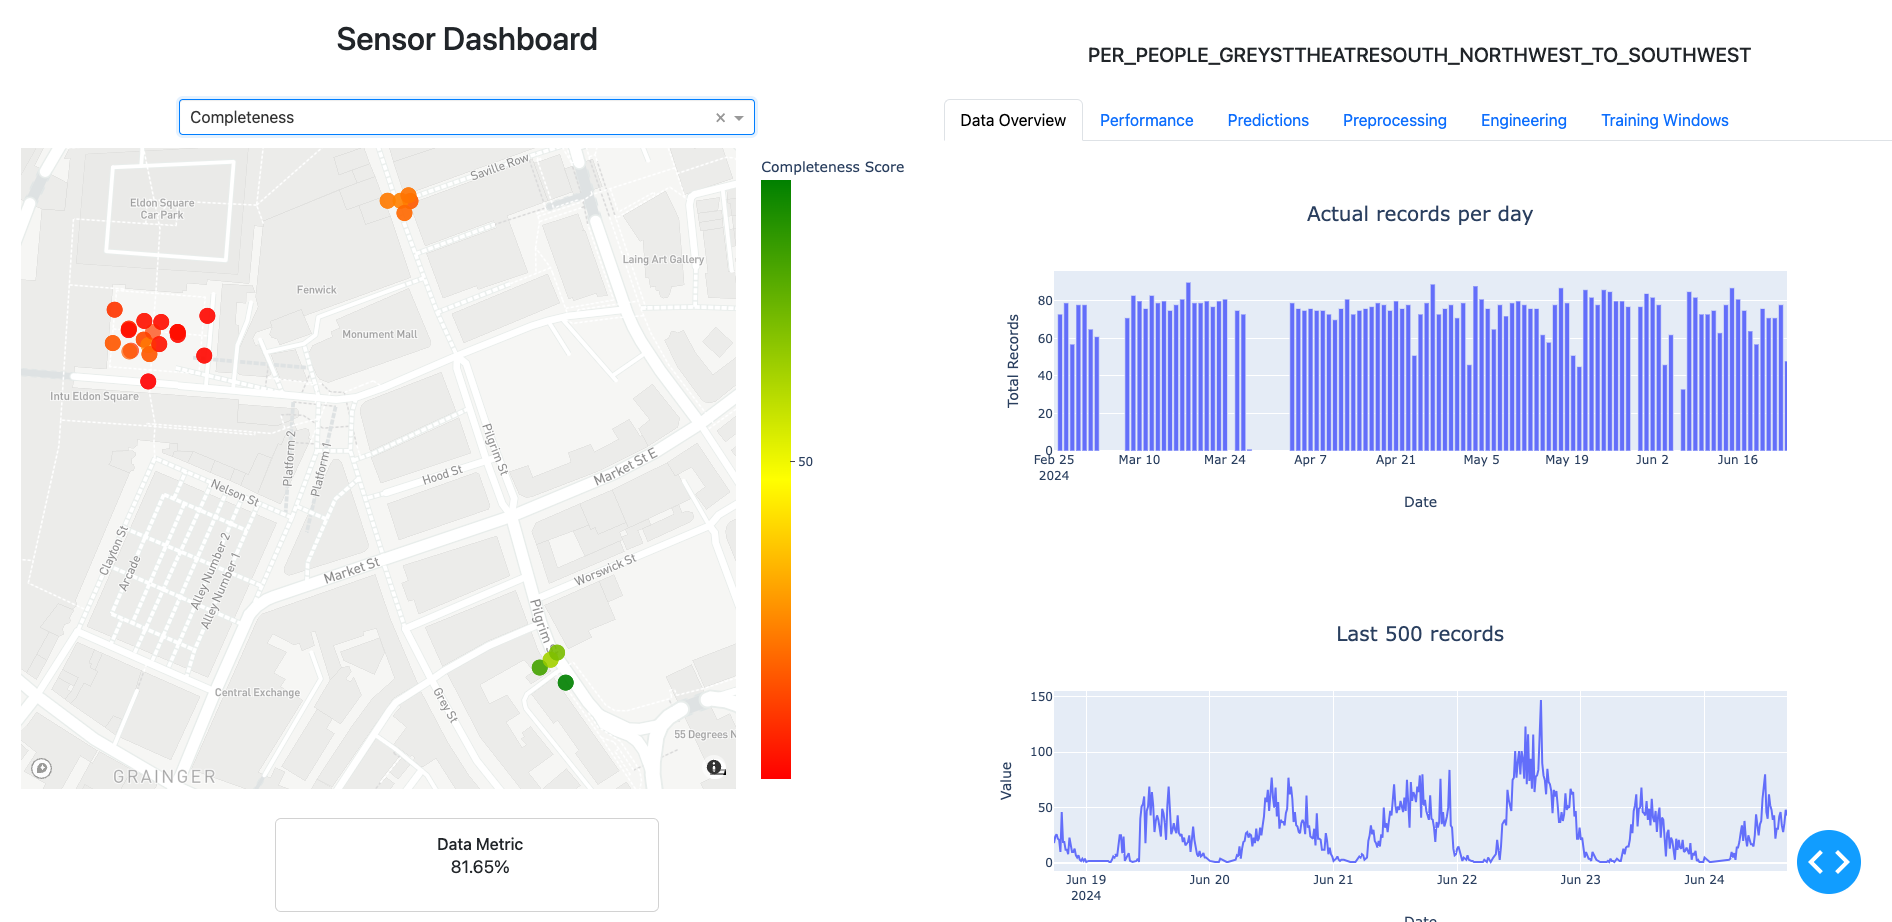 Sensor Dashboard
Completeness
Saville Row
Eldon Square
Car Park
Laing Art Gallery
Fenwick
Monument Mall
Intu Eldon Square
Platform 2
Platform 1
Pilgrim St
Hood St
Market St E
Nelson St
Clayton St
Arcade
Alley Number 2
Alley Number 1
Market St
Worswick St
Pilgrim
Central Exchange
Grey St
55 Degrees N
GRAINGER
Completeness Score
50
Data Metric
81.65%
PER_PEOPLE_GREYSTTHEATRESOUTH_NORTHWEST_TO_SOUTHWEST
Data Overview Performance Predictions Preprocessing Engineering Training Windows
Actual records per day
Total Records
80
60
40
20
0
Feb 25 Mar 10 Mar 24 Apr 7 Apr 21 May 5 May 19 Jun 2 Jun 16
2024
Date
Last 500 records
Value
150
100
50
0
Jun 19 Jun 20 Jun 21 Jun 22 Jun 23 Jun 24
2024
Date